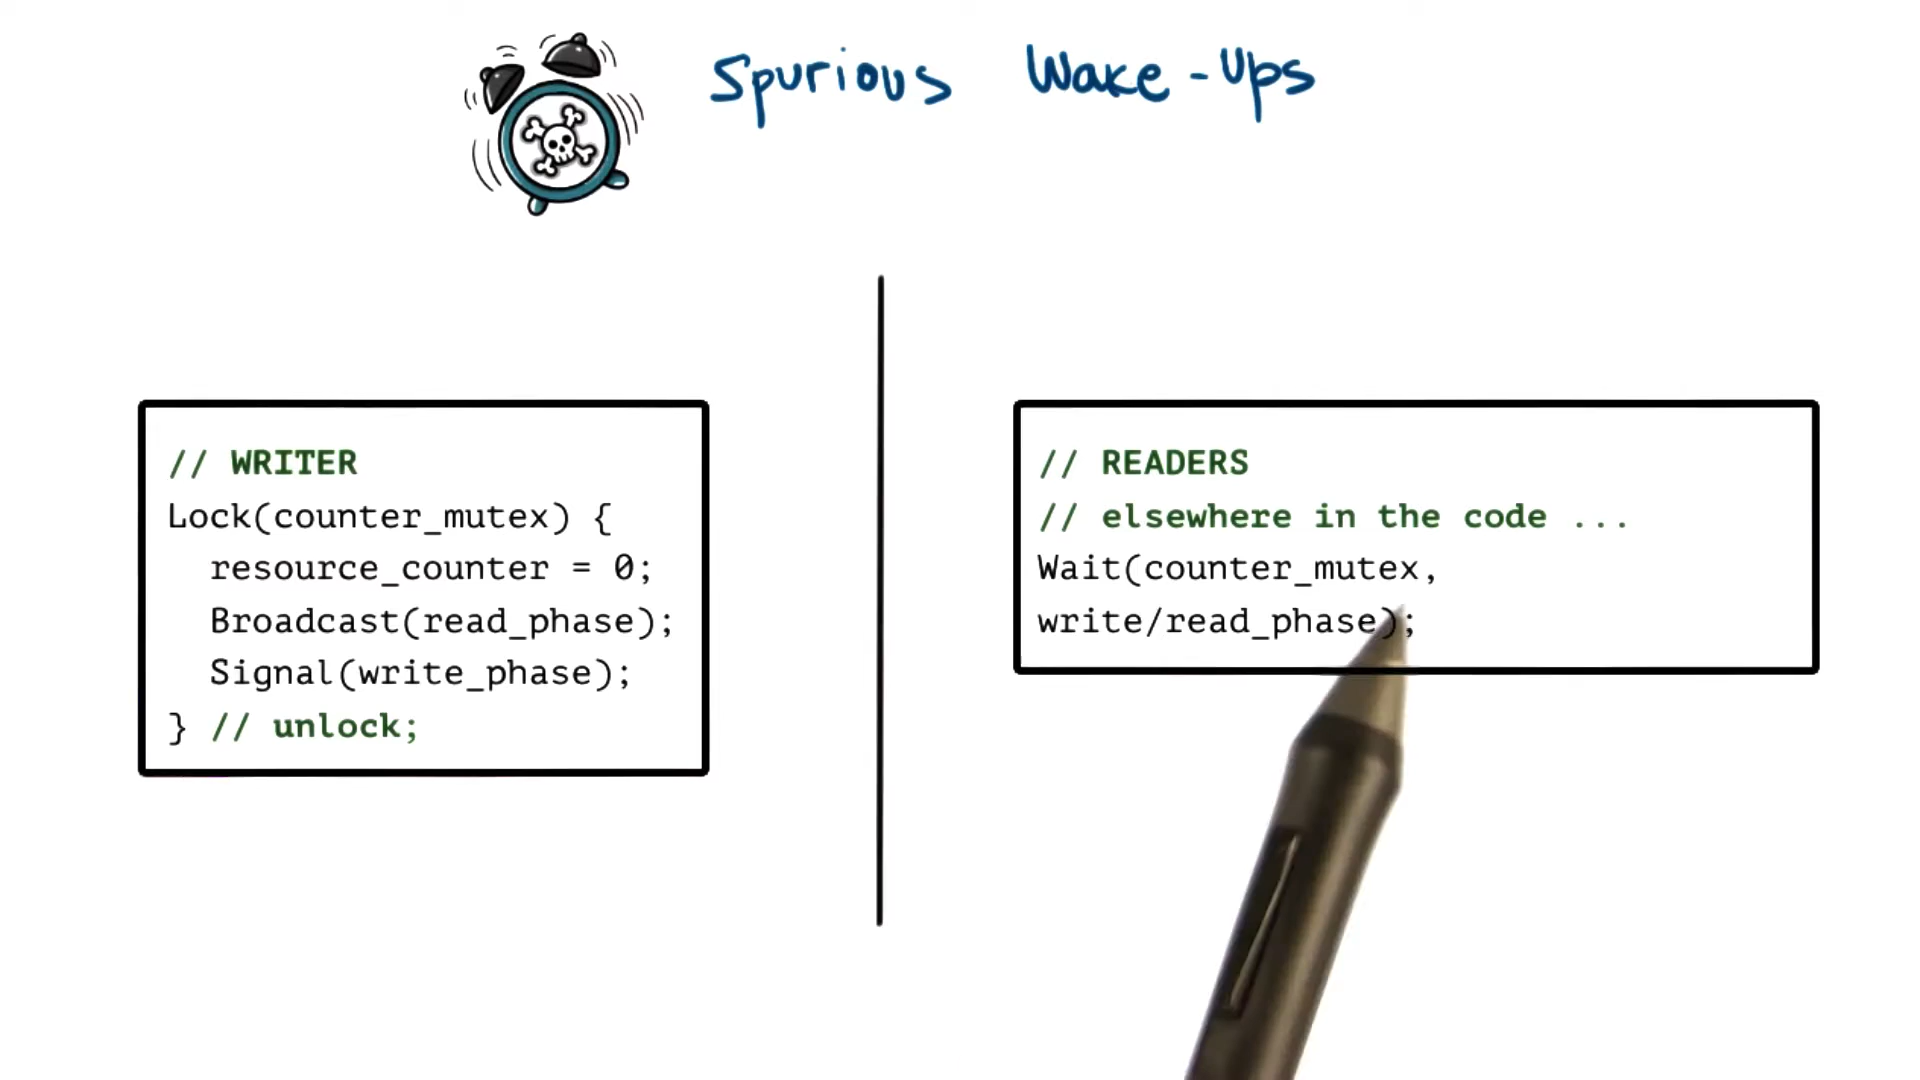 Spurious Wake-Ups
// WRITER
Lock(counter_mutex) {
resource_counter = 0;
Broadcast(read_phase);
Signal(write_phase);
} // unlock;
// READERS
// elsewhere in the code ...
Wait(counter_mutex,
write/read_phase);